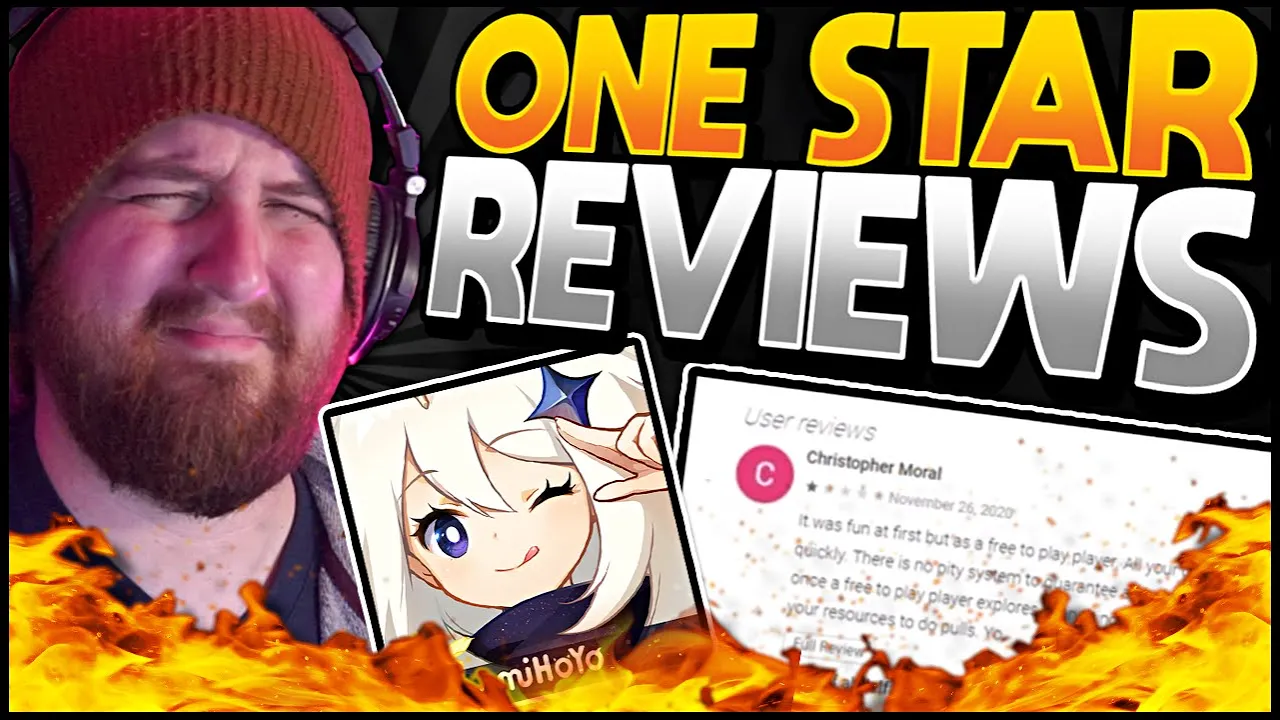 ONE STAR
REVIEWS
User reviews
C
Christopher Moral
November 26, 2020
It was fun at first but as a free to play player. All your
quickly. There is no pity system to guarantee
once a free to play player explores
your resources to do pulls. Yo
Full Review
miHoYo